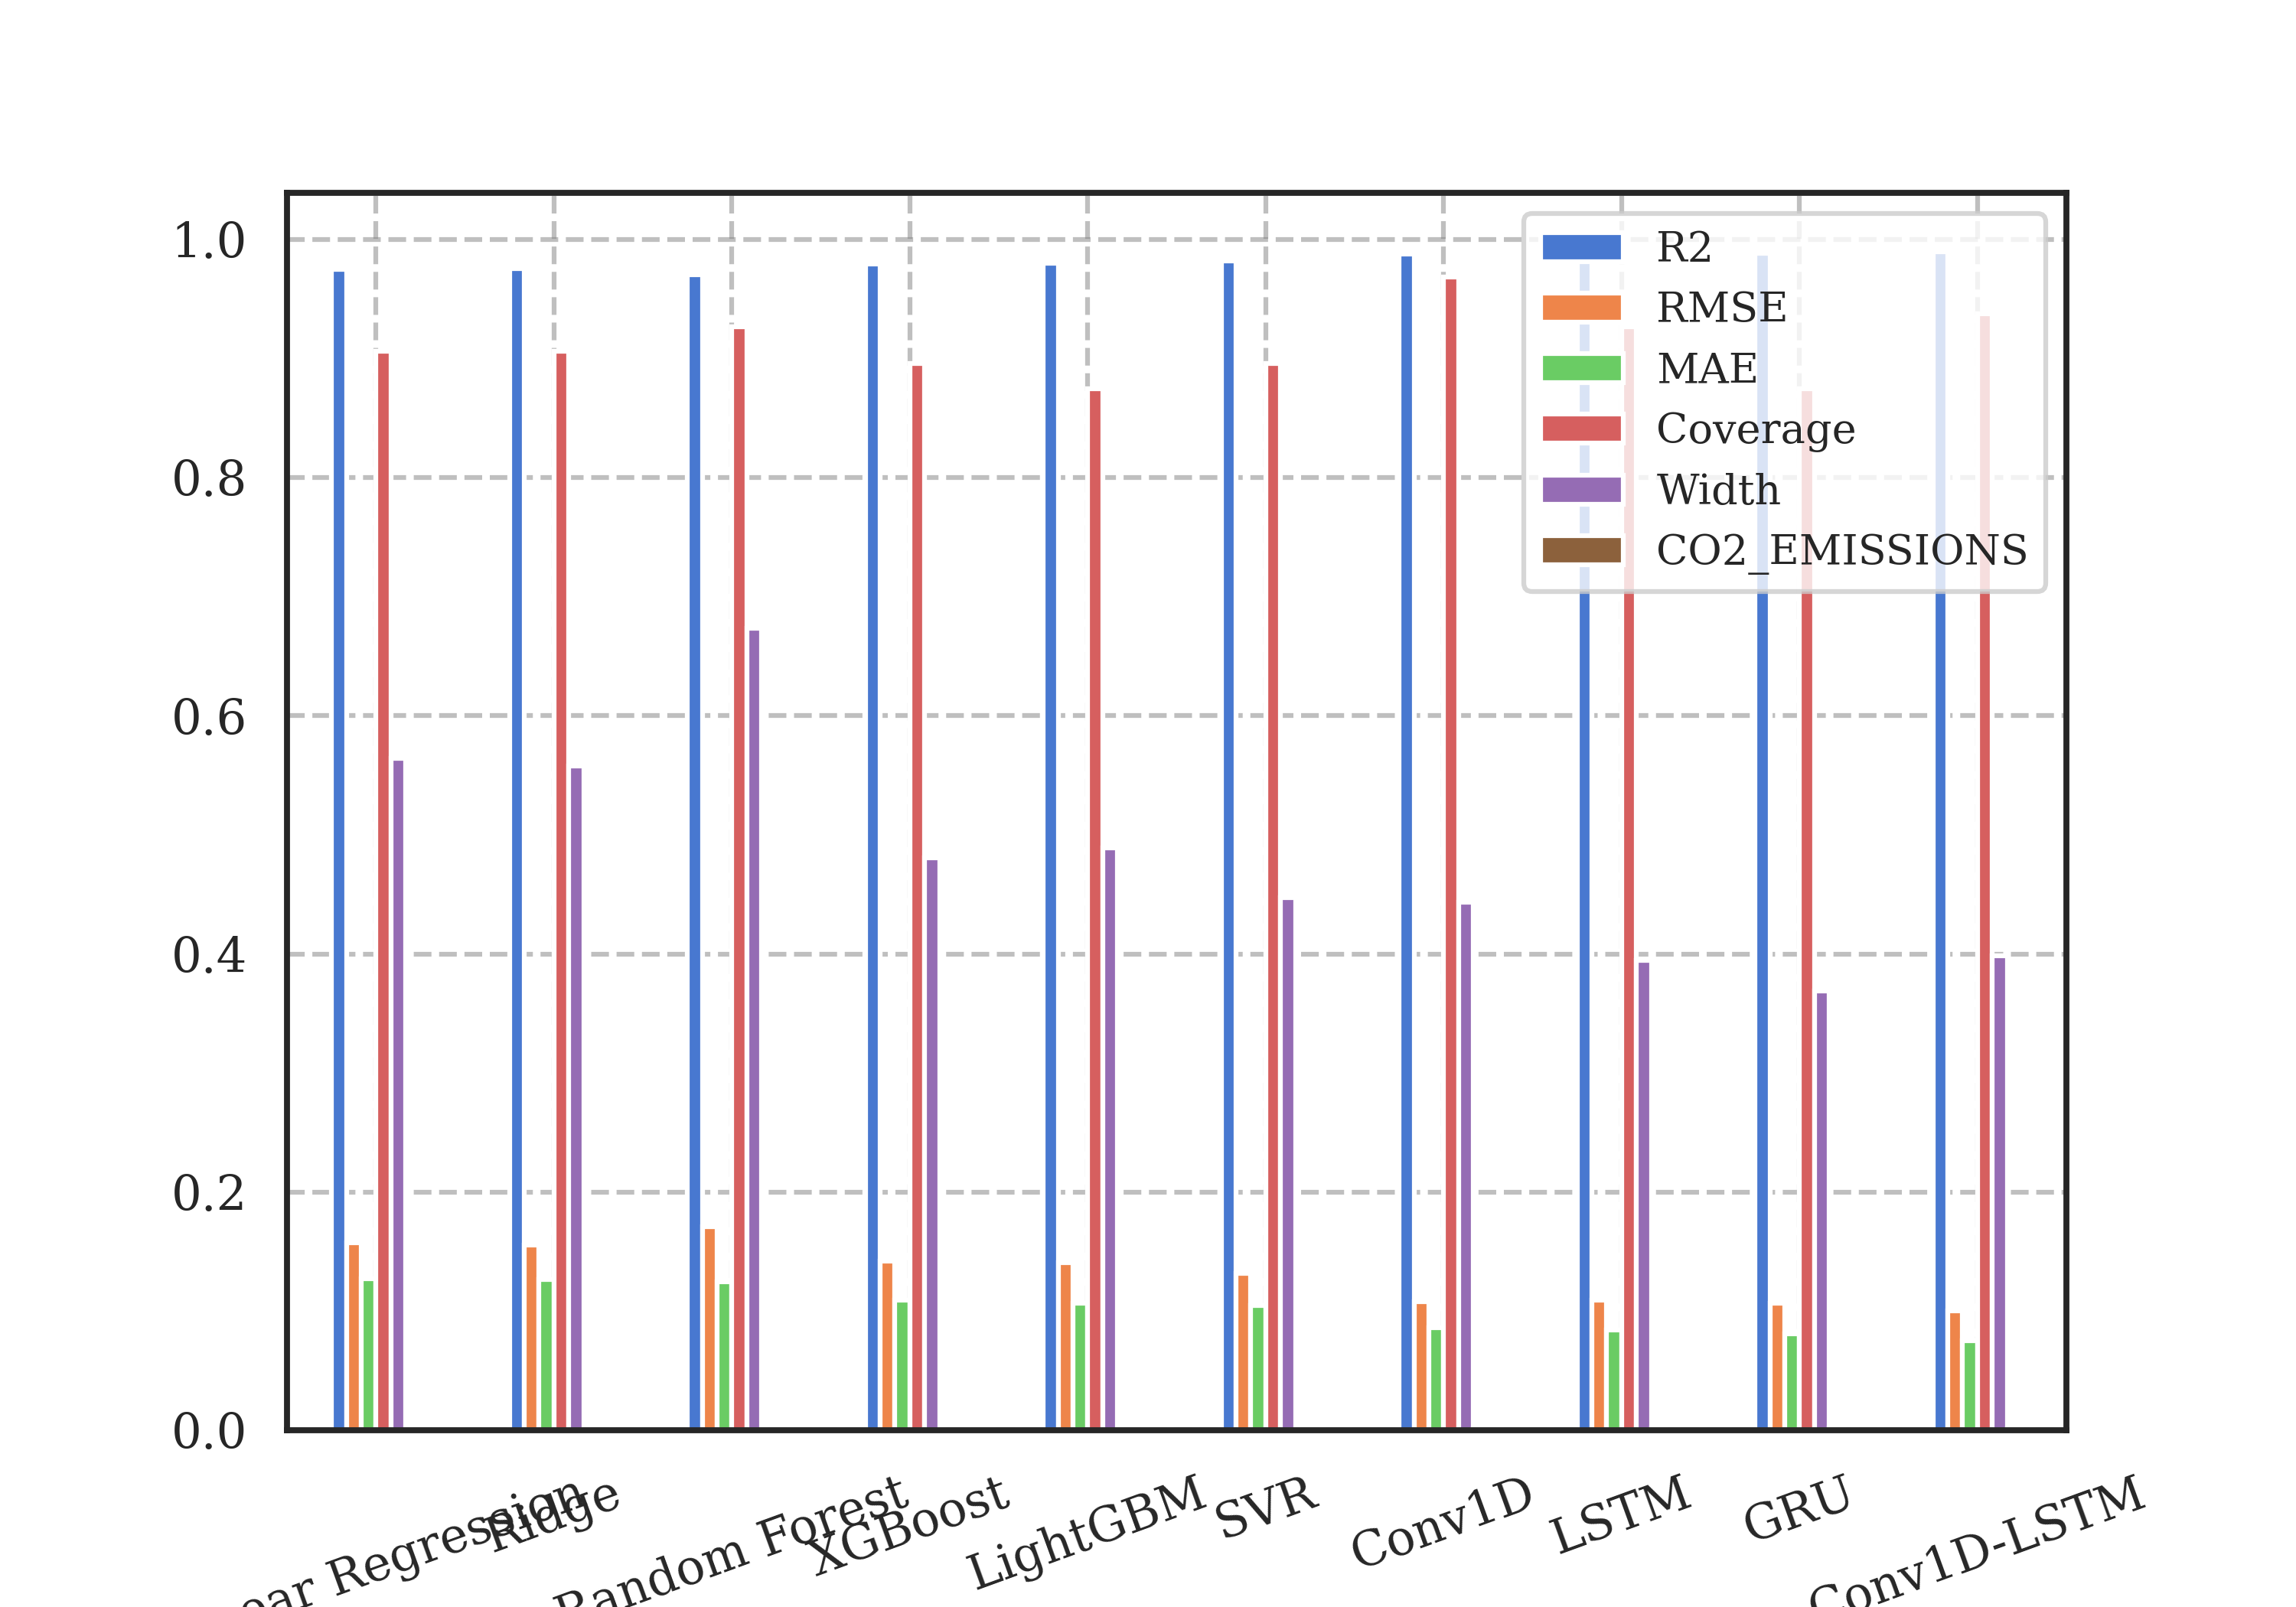 1.0
0.8
0.6
0.4
0.2
0.0
R2
RMSE
MAE
Coverage
Width
CO2_EMISSIONS
Regression
Ridge
Random Forest
XGBoost
LightGBM
SVR
Conv1D
LSTM
GRU
Conv1D-LSTM